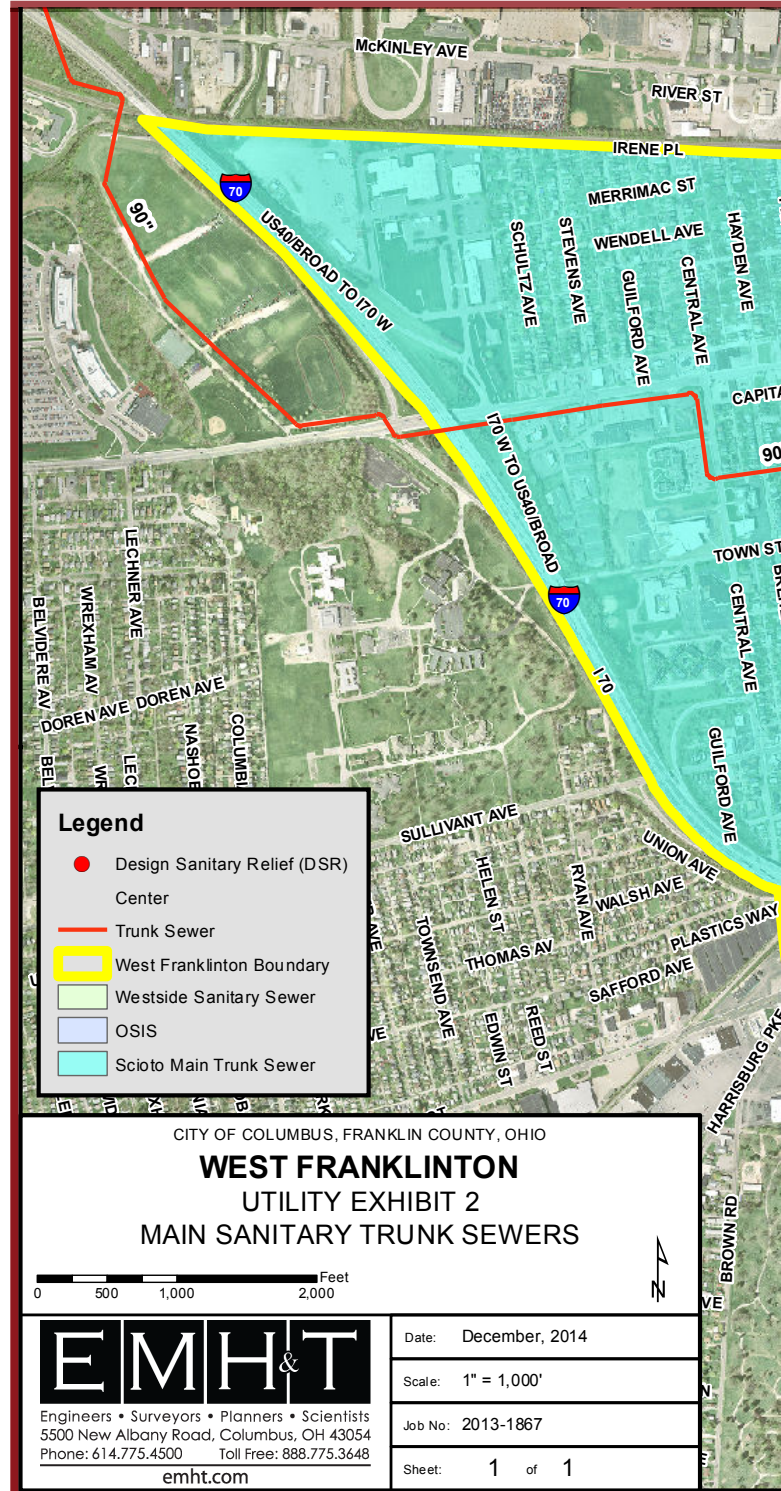 McKINLEY AVE
RIVER ST
IRENE PL
70
MERRIMAC ST
90"
US40/BROAD TO I70 W
SCHULTZ AVE
STEVENS AVE
WENDELL AVE
HAYDEN AVE
GUILFORD AVE
CENTRAL AVE
CAPITA
I70 W TO US40/BROAD
90
LECHNER AVE
TOWN ST
WREXHAM AV
BELVIDERE AV
70
CENTRAL AVE
I 70
DOREN AVE
DOREN AVE
NASHOB
COLUMBI
BEL
WR
LEC
GUILFORD AVE
SULLIVANT AVE
UNION AVE
HELEN ST
RYAN AVE
WALSH AVE
TOWNSEND AVE
THOMAS AV
PLASTICS WAY
SAFFORD AVE
EDWIN ST
REED ST
HARRISBURG PKE
BROWN RD
Legend
Design Sanitary Relief (DSR)
Center
Trunk Sewer
West Franklinton Boundary
Westside Sanitary Sewer
OSIS
Scioto Main Trunk Sewer
CITY OF COLUMBUS, FRANKLIN COUNTY, OHIO
WEST FRANKLINTON
UTILITY EXHIBIT 2
MAIN SANITARY TRUNK SEWERS
Feet
0 500 1,000 2,000
N
EMH&T
Engineers • Surveyors • Planners • Scientists
5500 New Albany Road, Columbus, OH 43054
Phone: 614.775.4500 Toll Free: 888.775.3648
emht.com
Date: December, 2014
Scale: 1" = 1,000'
Job No: 2013-1867
Sheet: 1 of 1